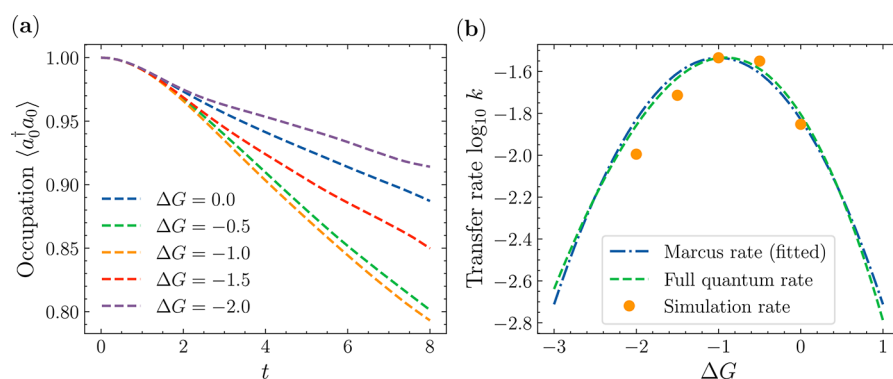 (a)
1.00
0.95
0.90
0.85
0.80
Occupation ⟨a₀†a₀⟩
ΔG = 0.0
ΔG = −0.5
ΔG = −1.0
ΔG = −1.5
ΔG = −2.0
0 2 4 6 8
t
(b)
−1.6
−1.8
−2.0
−2.2
−2.4
−2.6
−2.8
Transfer rate log₁₀ k
Marcus rate (fitted)
Full quantum rate
Simulation rate
−3 −2 −1 0 1
ΔG